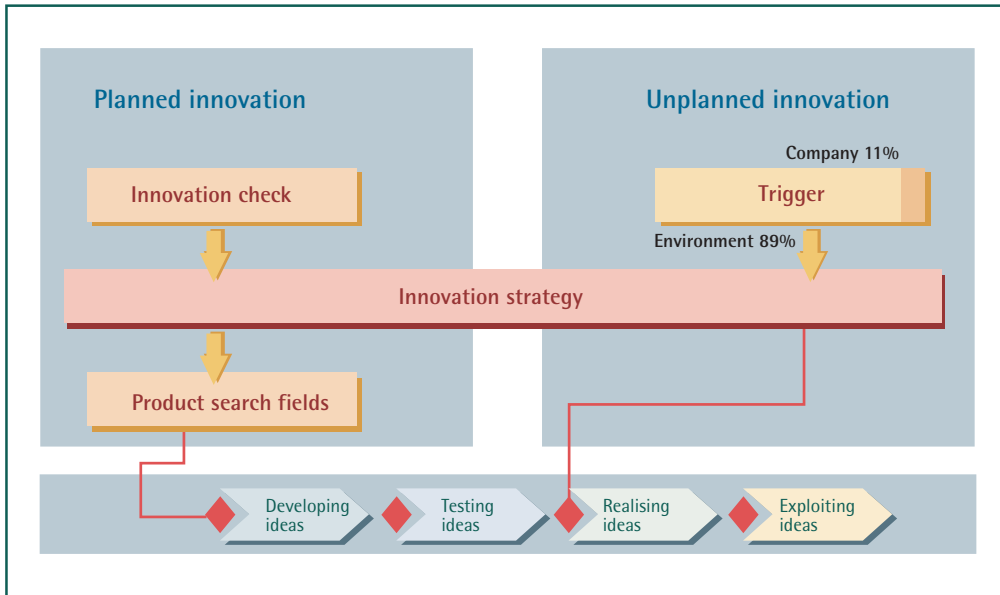 Planned innovation
Unplanned innovation
Company 11%
Innovation check
Trigger
Environment 89%
Innovation strategy
Product search fields
Developing
ideas
Testing
ideas
Realising
ideas
Exploiting
ideas